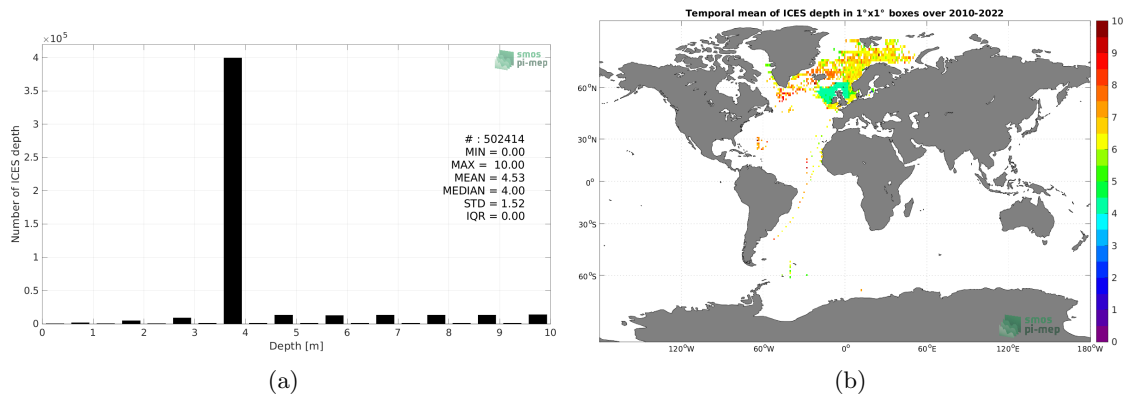 ×10⁵
4
3.5
3
2.5
2
1.5
1
0.5
0
Number of ICES depth
0 1 2 3 4 5 6 7 8 9 10
Depth [m]
smos
pi-mep
# : 502414
MIN = 0.00
MAX = 10.00
MEAN = 4.53
MEDIAN = 4.00
STD = 1.52
IQR = 0.00
(a)
Temporal mean of ICES depth in 1°x1° boxes over 2010-2022
60°N
30°N
0°
30°S
60°S
120°W 60°W 0° 60°E 120°E 180°W
smos
pi-mep
10
9
8
7
6
5
4
3
2
1
0
(b)